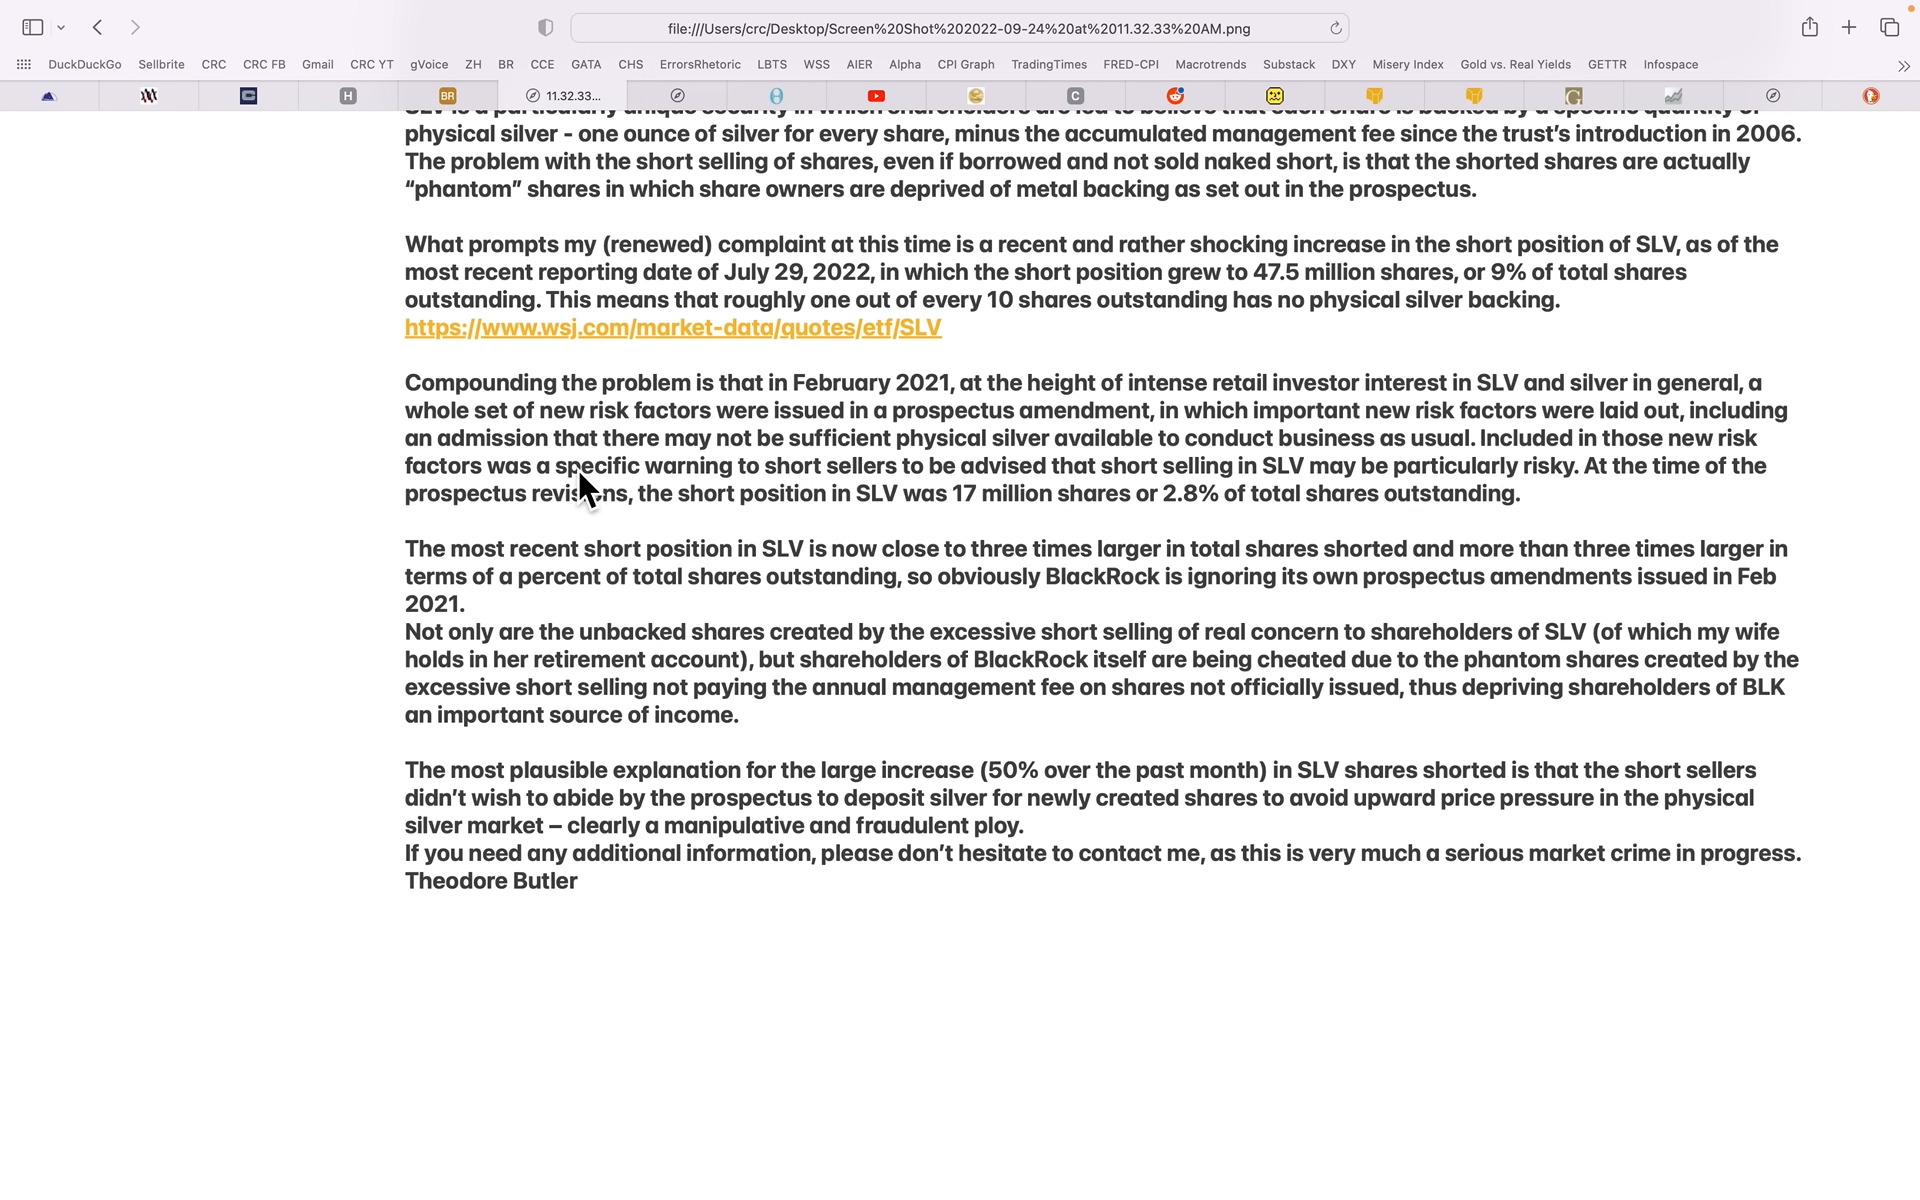 file:///Users/crc/Desktop/Screen%20Shot%202022-09-24%20at%2011.32.33%20AM.png
DuckDuckGo Sellbrite CRC CRC FB Gmail CRC YT gVoice ZH BR CCE GATA CHS ErrorsRhetoric LBTS WSS AIER Alpha CPI Graph TradingTimes FRED-CPI Macrotrends Substack DXY Misery Index Gold vs. Real Yields GETTR Infospace
H BR 11.32.33... C
SLV is a particularly unique security in which shareholders are led to believe that each share is backed by a specific quantity of
physical silver - one ounce of silver for every share, minus the accumulated management fee since the trust’s introduction in 2006.
The problem with the short selling of shares, even if borrowed and not sold naked short, is that the shorted shares are actually
“phantom” shares in which share owners are deprived of metal backing as set out in the prospectus.
What prompts my (renewed) complaint at this time is a recent and rather shocking increase in the short position of SLV, as of the
most recent reporting date of July 29, 2022, in which the short position grew to 47.5 million shares, or 9% of total shares
outstanding. This means that roughly one out of every 10 shares outstanding has no physical silver backing.
https://www.wsj.com/market-data/quotes/etf/SLV
Compounding the problem is that in February 2021, at the height of intense retail investor interest in SLV and silver in general, a
whole set of new risk factors were issued in a prospectus amendment, in which important new risk factors were laid out, including
an admission that there may not be sufficient physical silver available to conduct business as usual. Included in those new risk
factors was a specific warning to short sellers to be advised that short selling in SLV may be particularly risky. At the time of the
prospectus revisions, the short position in SLV was 17 million shares or 2.8% of total shares outstanding.
The most recent short position in SLV is now close to three times larger in total shares shorted and more than three times larger in
terms of a percent of total shares outstanding, so obviously BlackRock is ignoring its own prospectus amendments issued in Feb
2021.
Not only are the unbacked shares created by the excessive short selling of real concern to shareholders of SLV (of which my wife
holds in her retirement account), but shareholders of BlackRock itself are being cheated due to the phantom shares created by the
excessive short selling not paying the annual management fee on shares not officially issued, thus depriving shareholders of BLK
an important source of income.
The most plausible explanation for the large increase (50% over the past month) in SLV shares shorted is that the short sellers
didn’t wish to abide by the prospectus to deposit silver for newly created shares to avoid upward price pressure in the physical
silver market – clearly a manipulative and fraudulent ploy.
If you need any additional information, please don’t hesitate to contact me, as this is very much a serious market crime in progress.
Theodore Butler